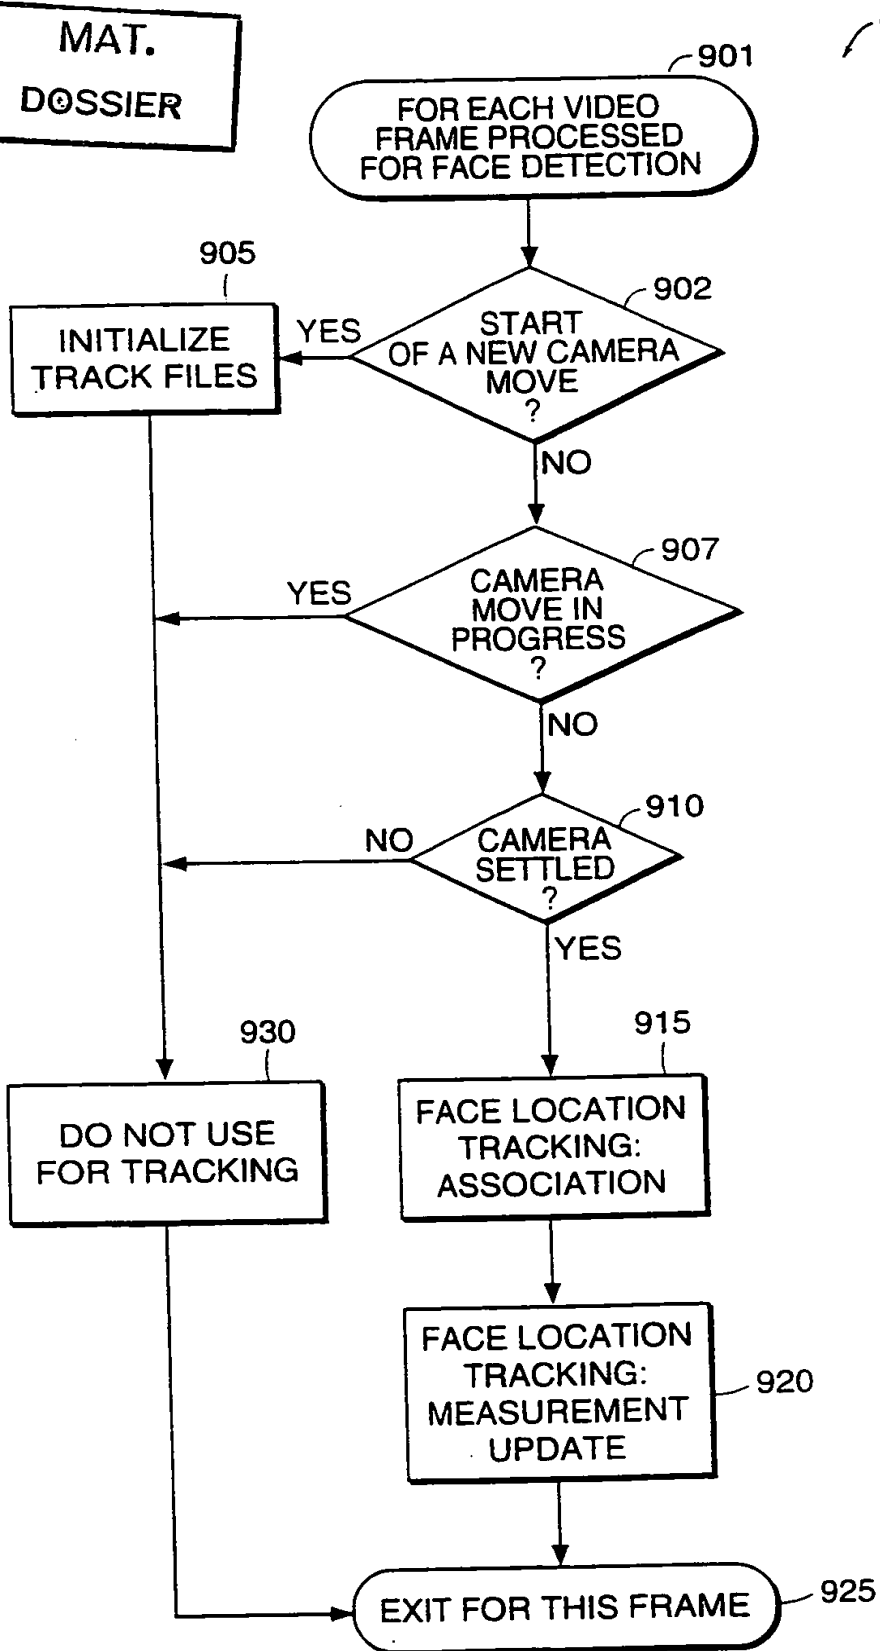 MAT.
DOSSIER
901
FOR EACH VIDEO
FRAME PROCESSED
FOR FACE DETECTION
905
902
INITIALIZE
TRACK FILES
YES
START
OF A NEW CAMERA
MOVE
?
NO
907
YES
CAMERA
MOVE IN
PROGRESS
?
NO
910
NO
CAMERA
SETTLED
?
YES
930
915
DO NOT USE
FOR TRACKING
FACE LOCATION
TRACKING:
ASSOCIATION
FACE LOCATION
TRACKING:
MEASUREMENT
UPDATE
920
EXIT FOR THIS FRAME
925